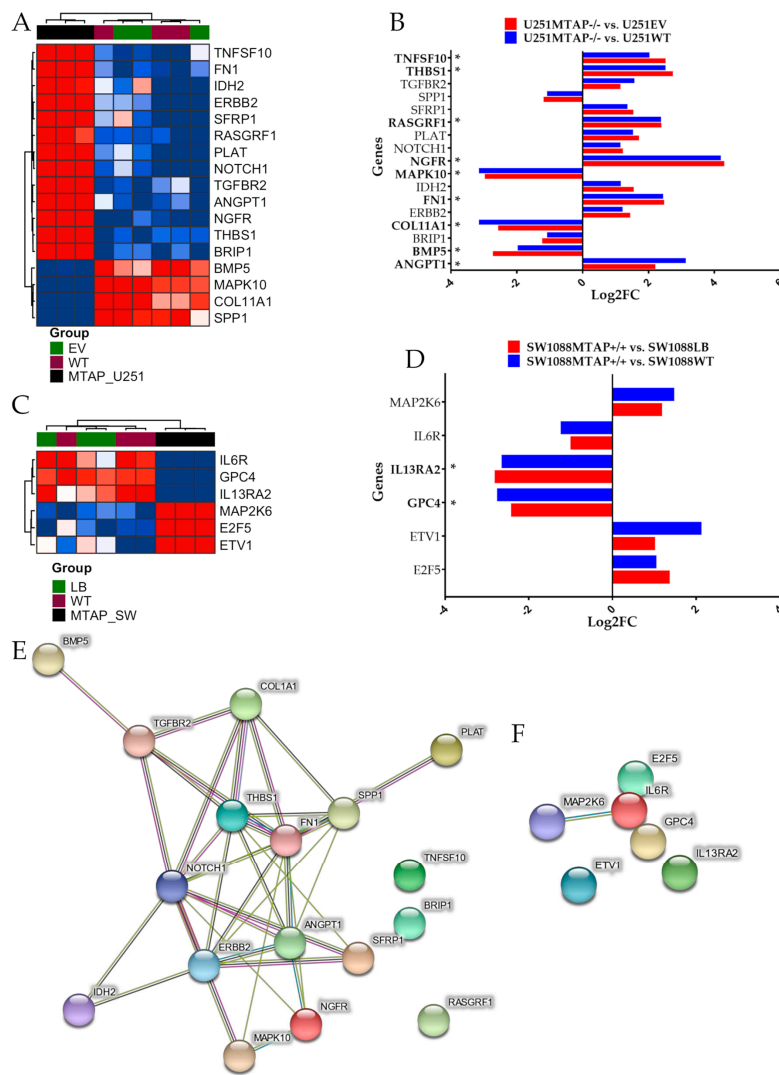 A
TNFSF10
FN1
IDH2
ERBB2
SFRP1
RASGRF1
PLAT
NOTCH1
TGFBR2
ANGPT1
NGFR
THBS1
BRIP1
BMP5
MAPK10
COL11A1
SPP1
Group
EV
WT
MTAP_U251
B
U251MTAP-/- vs. U251EV
U251MTAP-/- vs. U251WT
Genes
TNFSF10 *
THBS1 *
TGFBR2
SPP1
SFRP1
RASGRF1 *
PLAT
NOTCH1
NGFR *
MAPK10 *
IDH2
FN1 *
ERBB2
COL11A1 *
BRIP1
BMP5 *
ANGPT1 *
-4 -2 0 2 4
Log2FC
C
IL6R
GPC4
IL13RA2
MAP2K6
E2F5
ETV1
Group
LB
WT
MTAP_SW
D
SW1088MTAP+/+ vs. SW1088LB
SW1088MTAP+/+ vs. SW1088WT
Genes
MAP2K6
IL6R
IL13RA2 *
GPC4 *
ETV1
E2F5
-4 -2 0 2 4
Log2FC
E
BMP5
COL1A1
TGFBR2
PLAT
THBS1
SPP1
FN1
NOTCH1
TNFSF10
BRIP1
ANGPT1
SFRP1
ERBB2
IDH2
NGFR
RASGRF1
MAPK10
F
E2F5
IL6R
MAP2K6
GPC4
IL13RA2
ETV1